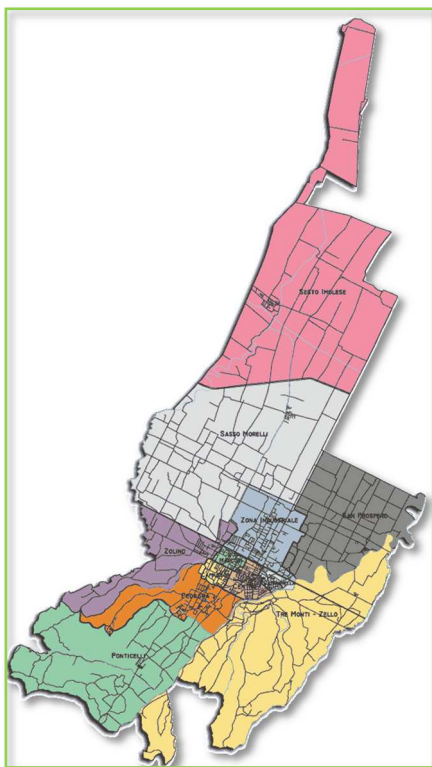 Sesto Imolese
Sasso Morelli
Zona Industriale
San Prospero
Zolino
Pedagna
Tre Monti - Zello
Ponticelli